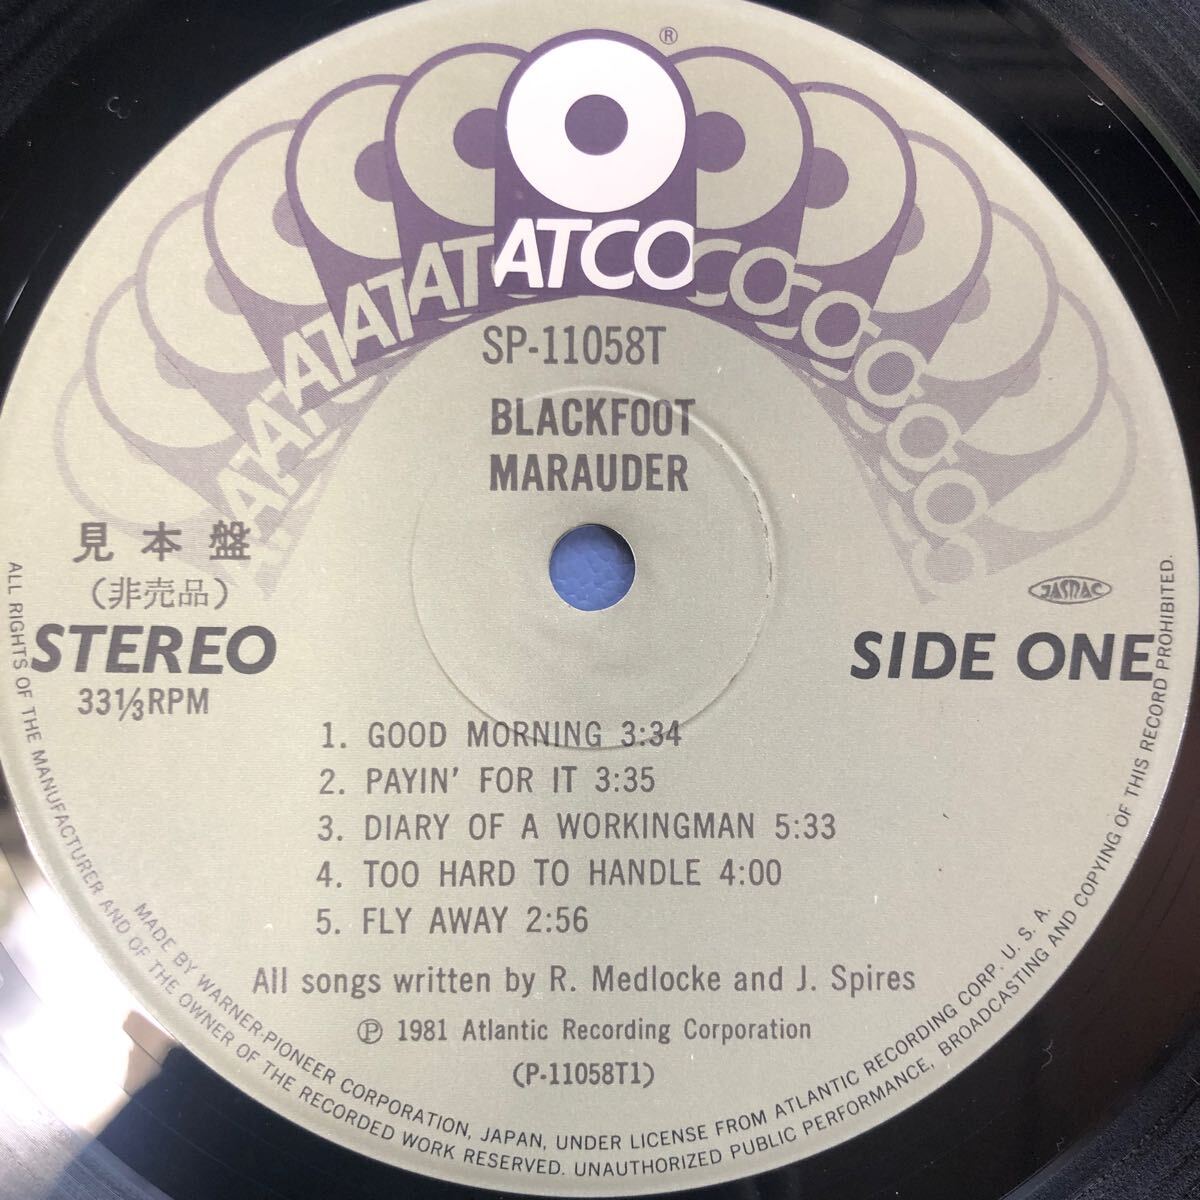 ®
ATCO
SP-11058T
BLACKFOOT
MARAUDER
見本盤
(非売品)
STEREO
33⅓RPM
JASRAC
SIDE ONE
1. GOOD MORNING 3:34
2. PAYIN' FOR IT 3:35
3. DIARY OF A WORKINGMAN 5:33
4. TOO HARD TO HANDLE 4:00
5. FLY AWAY 2:56
All songs written by R. Medlocke and J. Spires
Ⓟ 1981 Atlantic Recording Corporation
(P-11058T1)
MADE BY WARNER-PIONEER CORPORATION, JAPAN, UNDER LICENSE FROM ATLANTIC RECORDING CORP. U. S. A.
ALL RIGHTS OF THE MANUFACTURER AND OF THE OWNER OF THE RECORDED WORK RESERVED. UNAUTHORIZED PUBLIC PERFORMANCE, BROADCASTING AND COPYING OF THIS RECORD PROHIBITED.